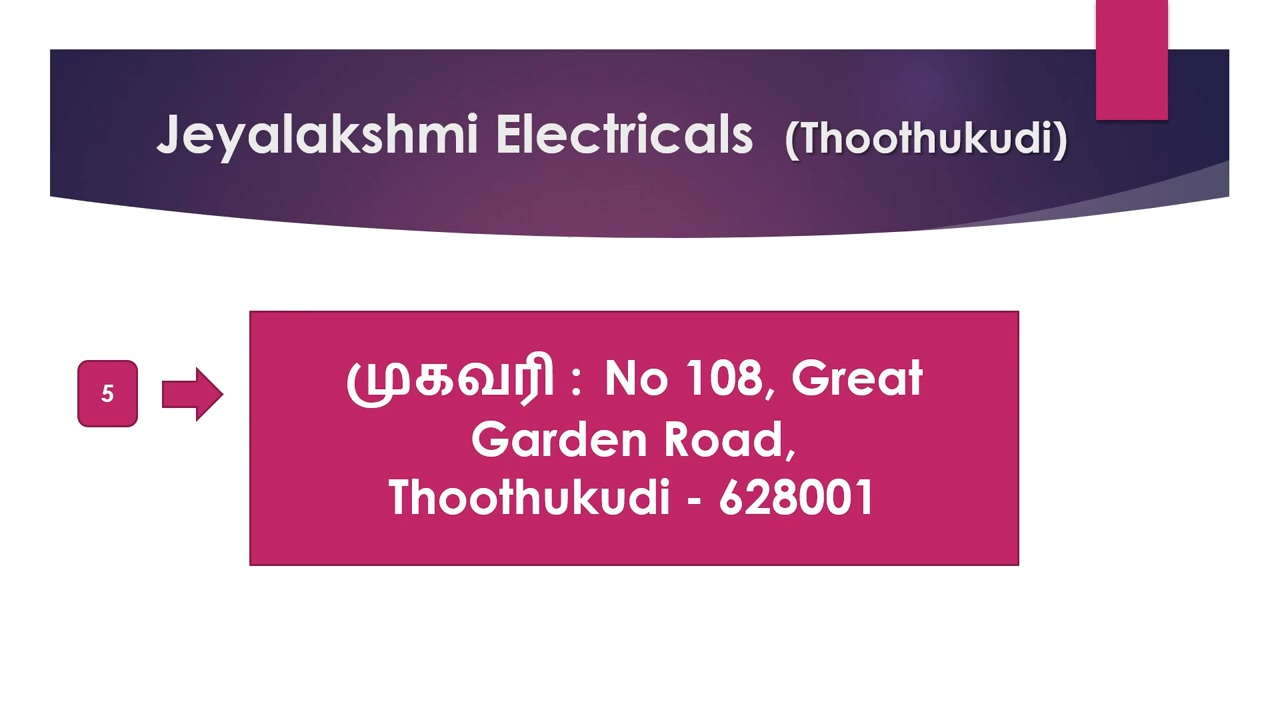 Jeyalakshmi Electricals (Thoothukudi)
5
முகவரி : No 108, Great
Garden Road,
Thoothukudi - 628001